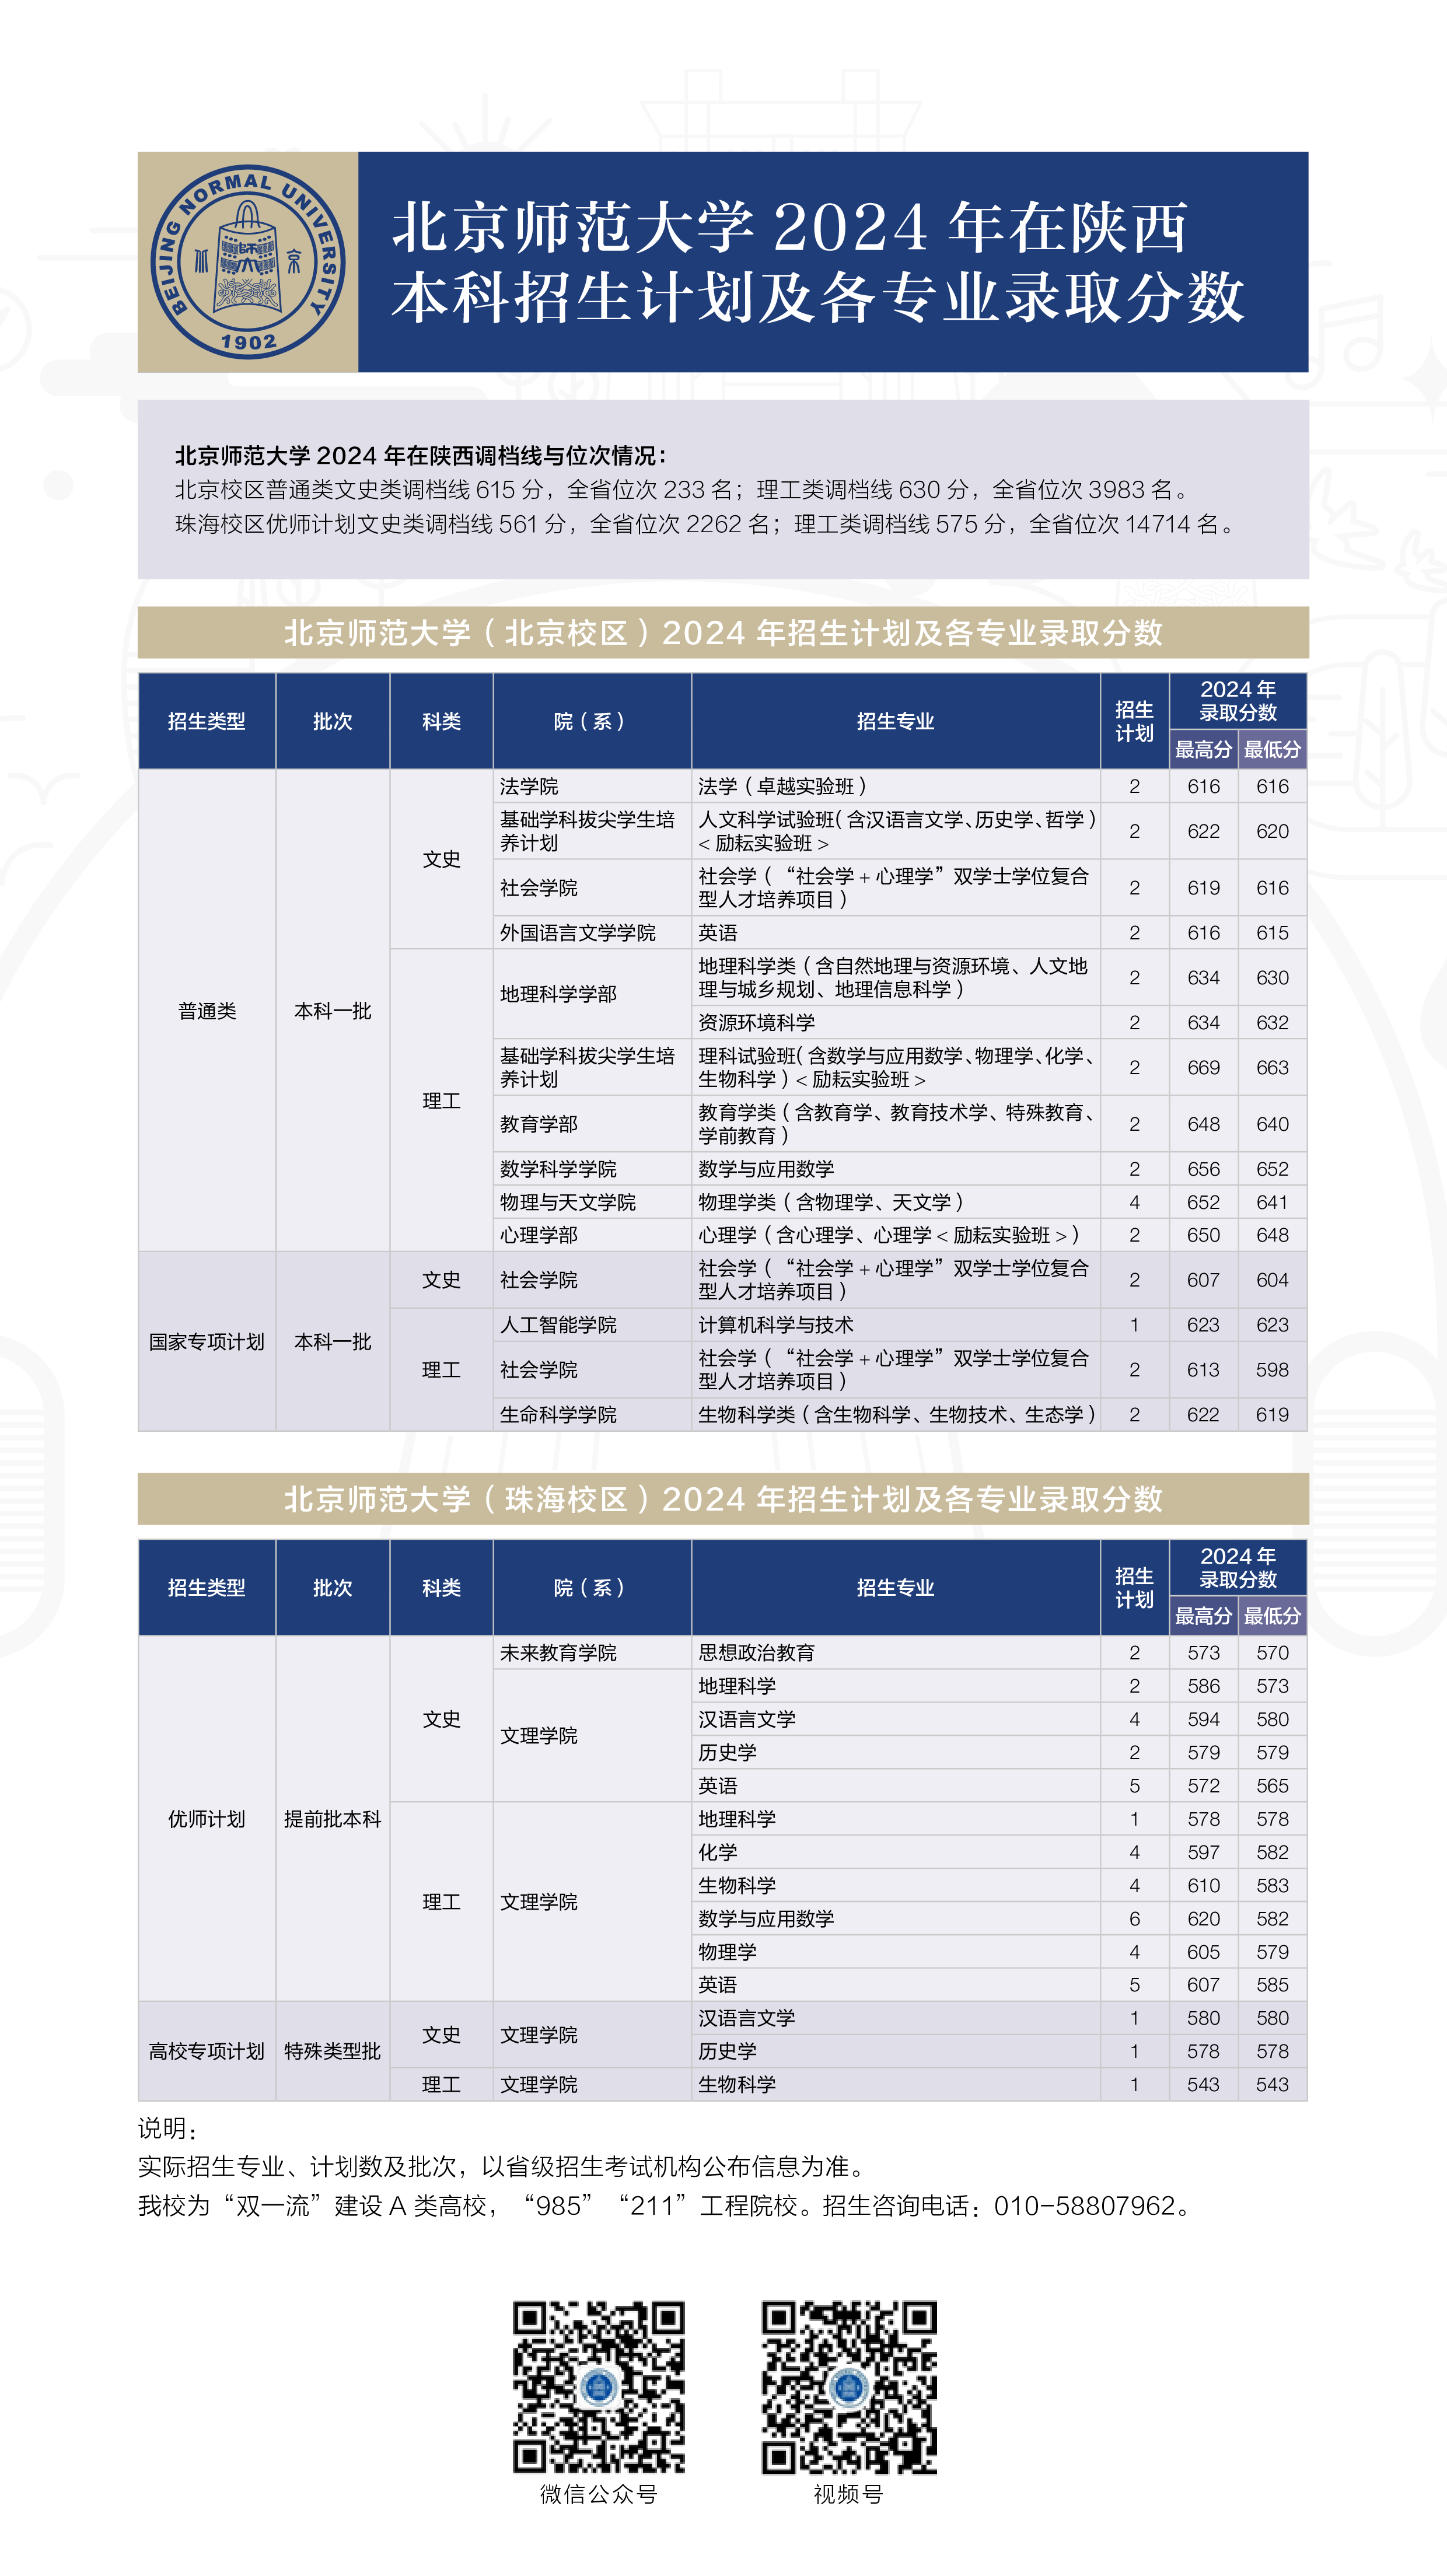 BEIJING NORMAL UNIVERSITY
1902
北京师范大学 2024 年在陕西
本科招生计划及各专业录取分数
北京师范大学 2024 年在陕西调档线与位次情况：
北京校区普通类文史类调档线 615 分，全省位次 233 名；理工类调档线 630 分，全省位次 3983 名。
珠海校区优师计划文史类调档线 561 分，全省位次 2262 名；理工类调档线 575 分，全省位次 14714 名。
北京师范大学（北京校区）2024 年招生计划及各专业录取分数
招生类型 批次 科类 院（系） 招生专业 招生计划 2024 年录取分数
最高分 最低分
普通类 本科一批 文史 法学院 法学（卓越实验班） 2 616 616
基础学科拔尖学生培
养计划
人文科学试验班（含汉语言文学、历史学、哲学）
< 励耘实验班 >
2 622 620
社会学院
社会学（“社会学 + 心理学”双学士学位复合
型人才培养项目）
2 619 616
外国语言文学学院 英语 2 616 615
理工 地理科学学部
地理科学类（含自然地理与资源环境、人文地
理与城乡规划、地理信息科学）
2 634 630
资源环境科学 2 634 632
基础学科拔尖学生培
养计划
理科试验班（含数学与应用数学、物理学、化学、
生物科学）< 励耘实验班 >
2 669 663
教育学部
教育学类（含教育学、教育技术学、特殊教育、
学前教育）
2 648 640
数学科学学院 数学与应用数学 2 656 652
物理与天文学院 物理学类（含物理学、天文学） 4 652 641
心理学部 心理学（含心理学、心理学 < 励耘实验班 >） 2 650 648
国家专项计划 本科一批 文史 社会学院
社会学（“社会学 + 心理学”双学士学位复合
型人才培养项目）
2 607 604
理工 人工智能学院 计算机科学与技术 1 623 623
社会学院
社会学（“社会学 + 心理学”双学士学位复合
型人才培养项目）
2 613 598
生命科学学院 生物科学类（含生物科学、生物技术、生态学） 2 622 619
北京师范大学（珠海校区）2024 年招生计划及各专业录取分数
招生类型 批次 科类 院（系） 招生专业 招生计划 2024 年录取分数
最高分 最低分
优师计划 提前批本科 文史 未来教育学院 思想政治教育 2 573 570
文理学院 地理科学 2 586 573
汉语言文学 4 594 580
历史学 2 579 579
英语 5 572 565
理工 文理学院 地理科学 1 578 578
化学 4 597 582
生物科学 4 610 583
数学与应用数学 6 620 582
物理学 4 605 579
英语 5 607 585
高校专项计划 特殊类型批 文史 文理学院 汉语言文学 1 580 580
历史学 1 578 578
理工 文理学院 生物科学 1 543 543
说明：
实际招生专业、计划数及批次，以省级招生考试机构公布信息为准。
我校为“双一流”建设 A 类高校，“985”“211”工程院校。招生咨询电话：010-58807962。
微信公众号 视频号